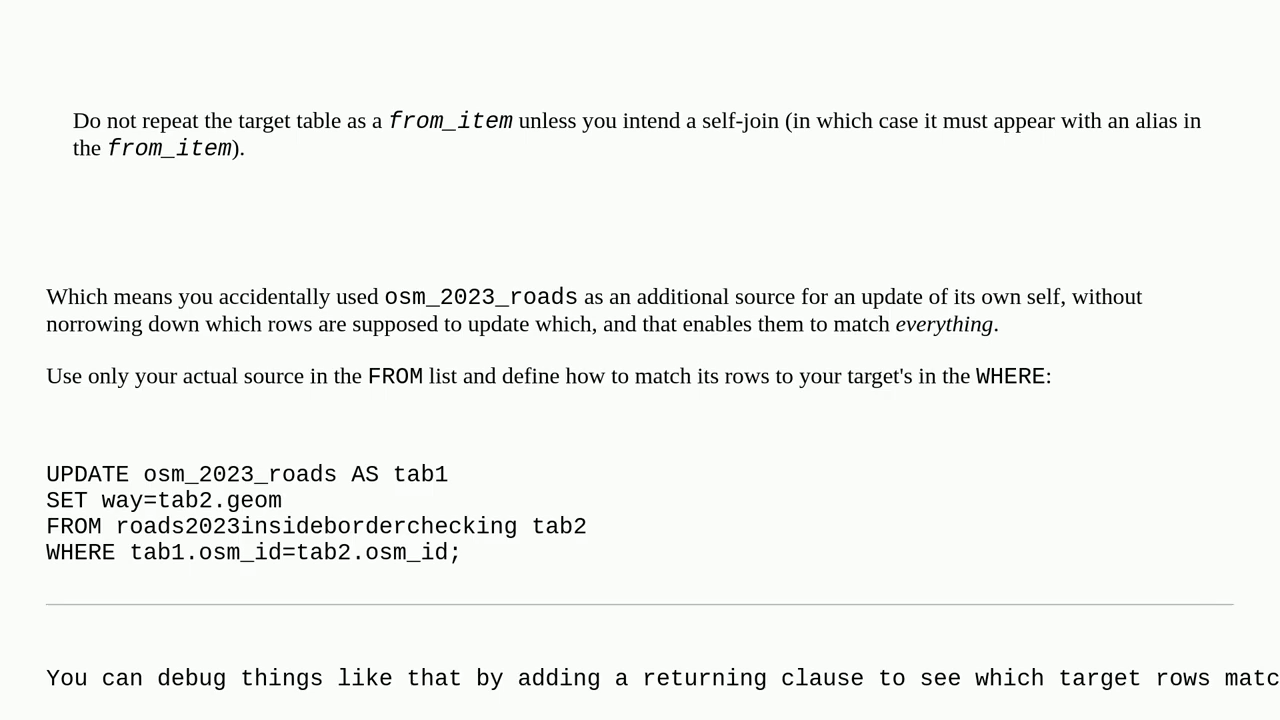 Do not repeat the target table as a from_item unless you intend a self-join (in which case it must appear with an alias in
the from_item).
Which means you accidentally used osm_2023_roads as an additional source for an update of its own self, without
norrowing down which rows are supposed to update which, and that enables them to match everything.
Use only your actual source in the FROM list and define how to match its rows to your target's in the WHERE:
UPDATE osm_2023_roads AS tab1
SET way=tab2.geom
FROM roads2023insideborderchecking tab2
WHERE tab1.osm_id=tab2.osm_id;
You can debug things like that by adding a returning clause to see which target rows matc